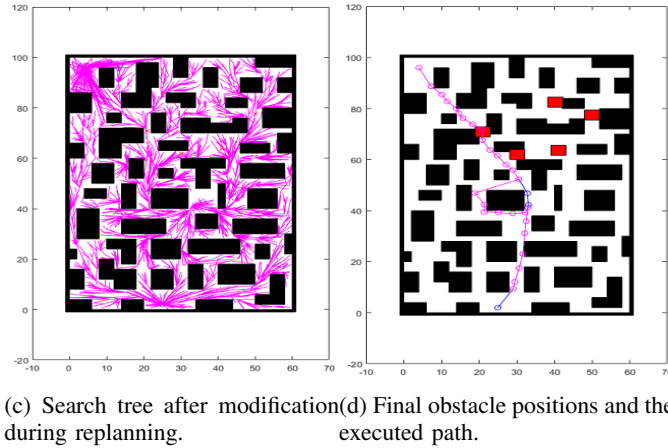 120
100
80
60
40
20
0
-20
-10 0 10 20 30 40 50 60 70
120
100
80
60
40
20
0
-20
-10 0 10 20 30 40 50 60 70
(c) Search tree after modification
during replanning.
(d) Final obstacle positions and the
executed path.